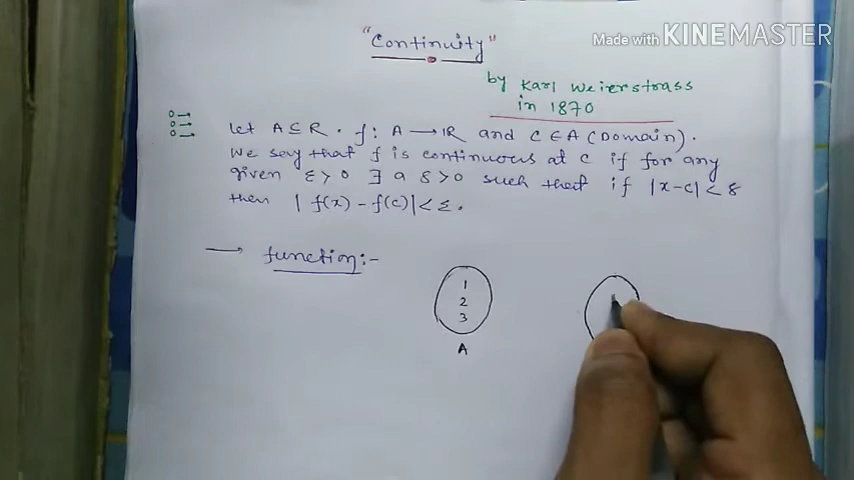 Made with KINEMASTER
"Continuity"
by Karl Weierstrass
in 1870
Let A ⊆ R . f : A → IR and C ∈ A (Domain).
We say that f is continuous at c if for any
given ε > 0 ∃ a δ > 0 such that if |x - c| < δ
then | f(x) - f(c)| < ε.
→ function :-
1
2
3
A